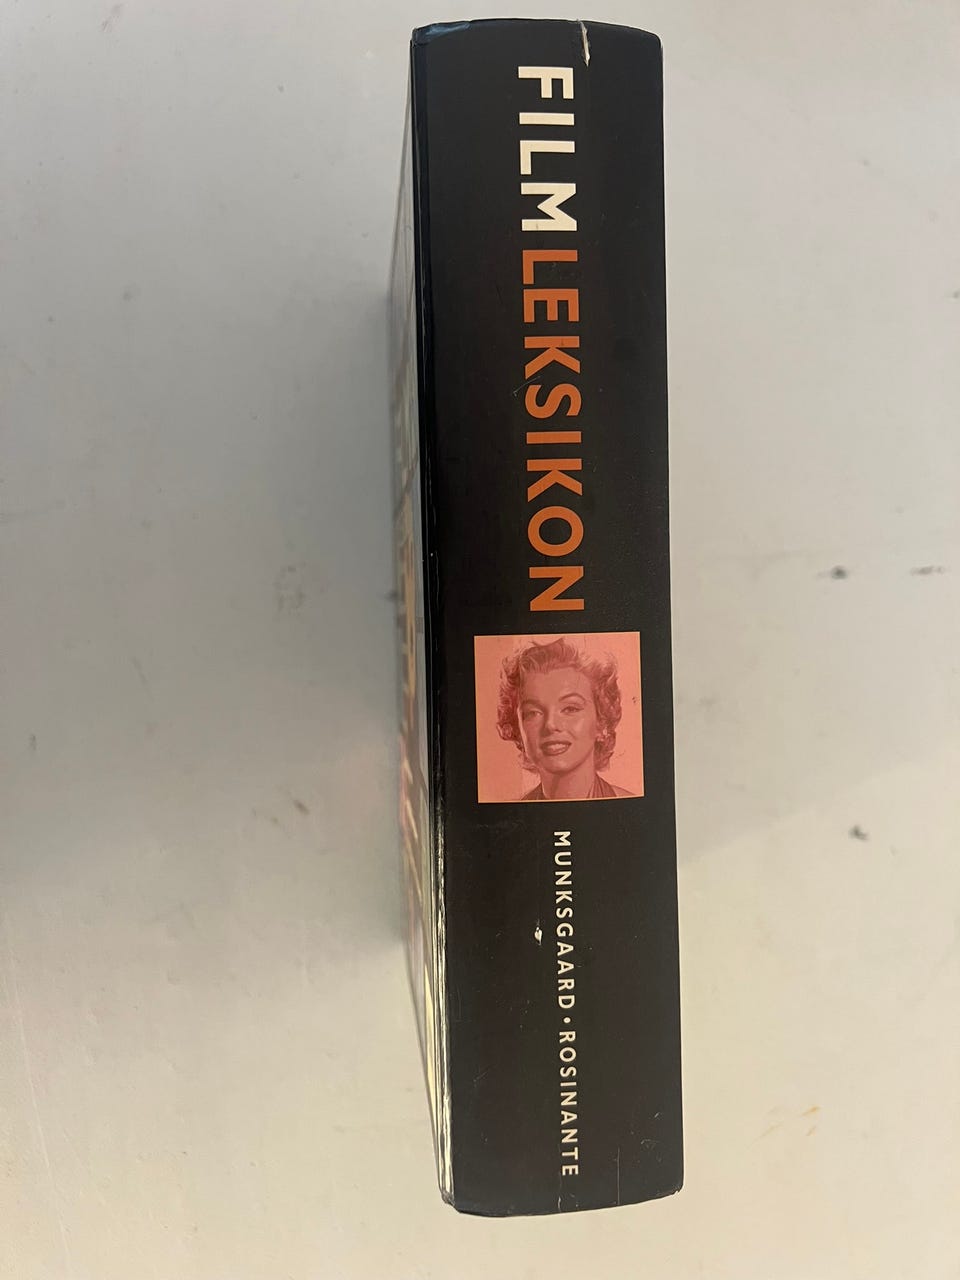 FILMLEKSIKON
MUNKSGAARD • ROSINANTE